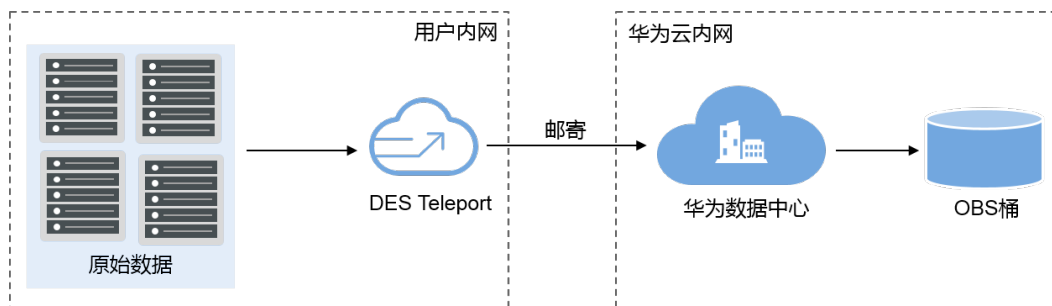 用户内网
华为云内网
邮寄
DES Teleport
华为数据中心
OBS桶
原始数据